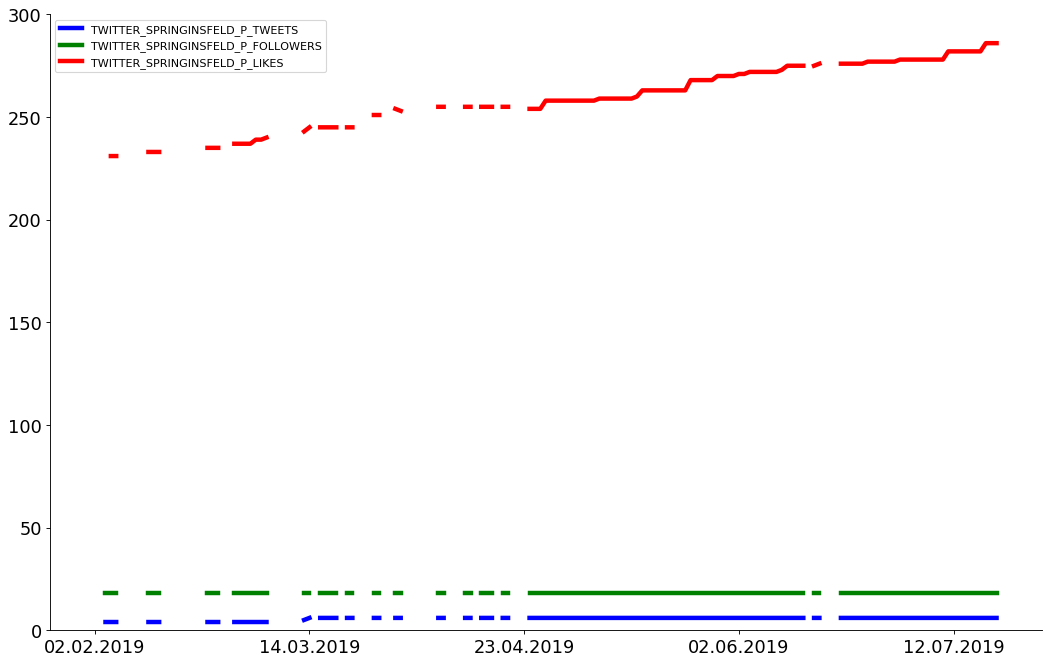 300
TWITTER_SPRINGINSFELD_P_TWEETS
TWITTER_SPRINGINSFELD_P_FOLLOWERS
TWITTER_SPRINGINSFELD_P_LIKES
250
200
150
100
50
0
02.02.2019 14.03.2019 23.04.2019 02.06.2019 12.07.2019